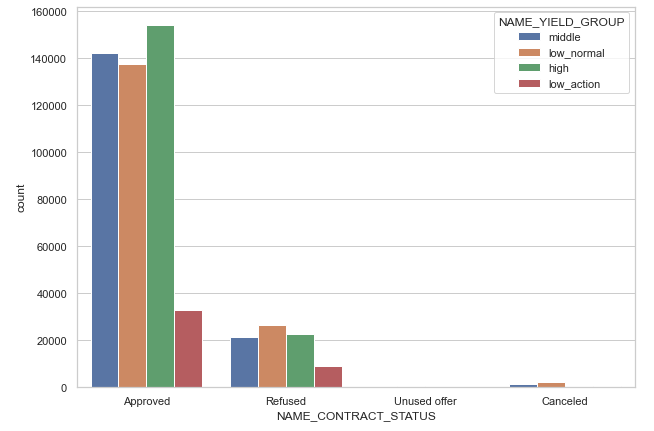 NAME_YIELD_GROUP
middle
low_normal
high
low_action
160000
140000
120000
100000
80000
60000
40000
20000
0
count
Approved Refused Unused offer Canceled
NAME_CONTRACT_STATUS